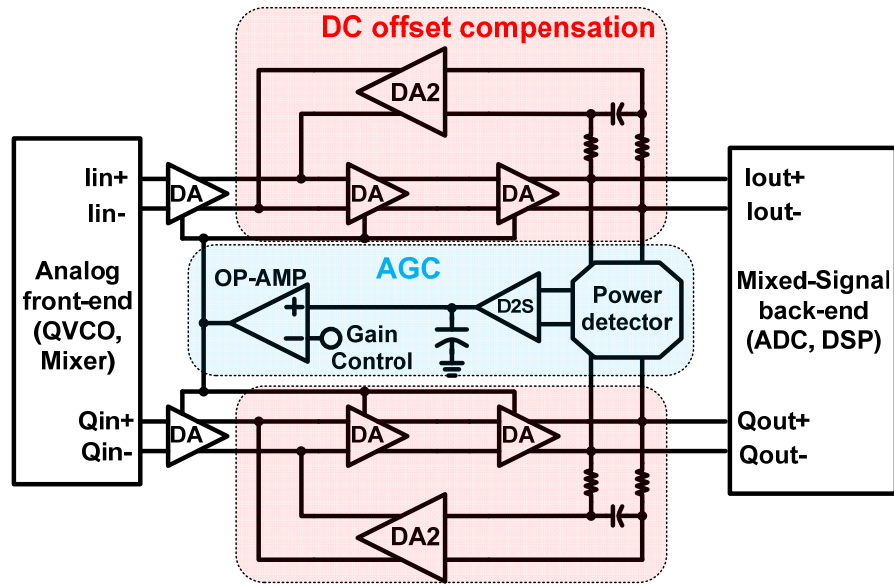 DC offset compensation
DA2
Iin+
Iin-
DA
DA
DA
Iout+
Iout-
Analog
front-end
(QVCO,
Mixer)
AGC
OP-AMP
+
−
Gain
Control
D2S
Power
detector
Mixed-Signal
back-end
(ADC, DSP)
Qin+
Qin-
DA
DA
DA
Qout+
Qout-
DA2